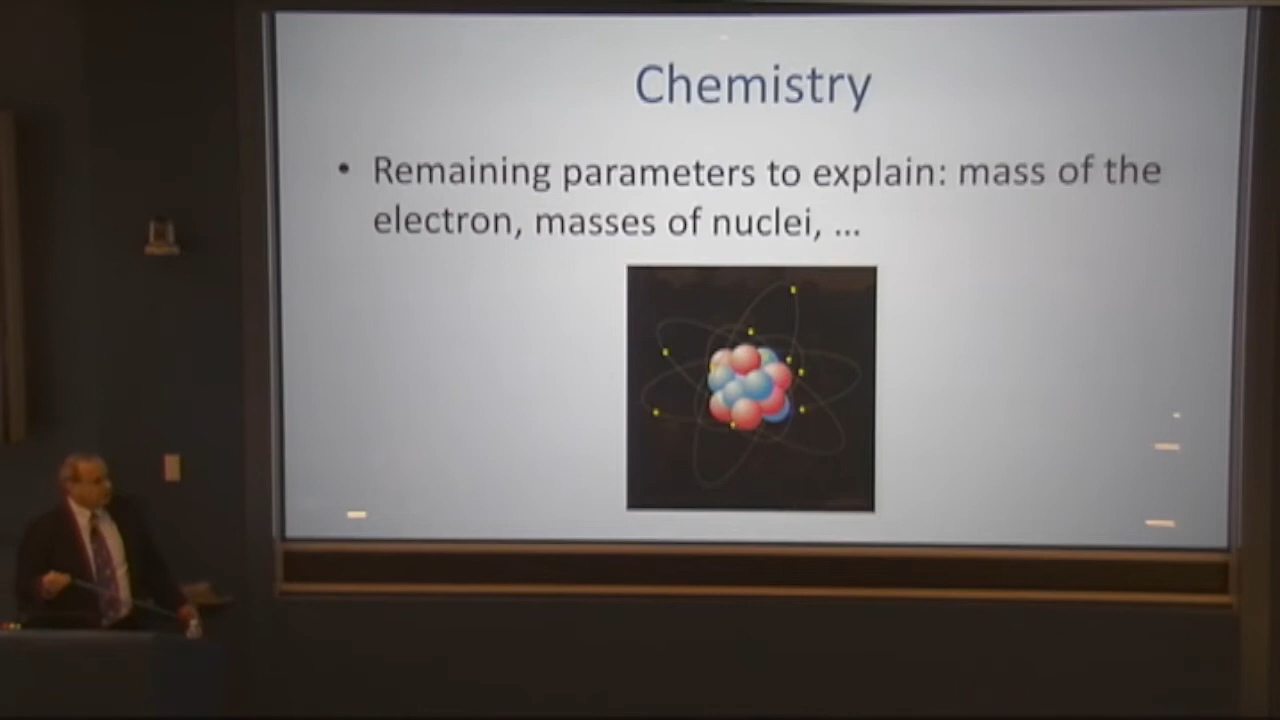 Chemistry
• Remaining parameters to explain: mass of the
electron, masses of nuclei, ...